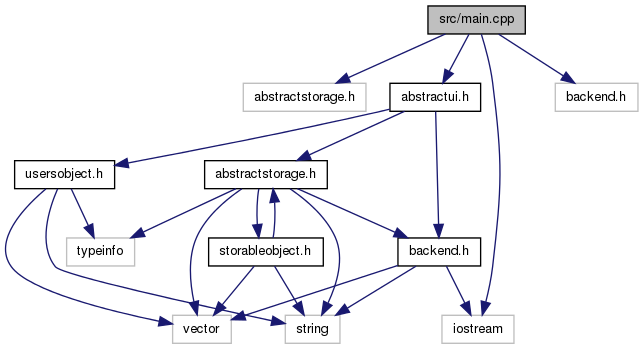 src/main.cpp
abstractstorage.h
abstractui.h
backend.h
usersobject.h
abstractstorage.h
typeinfo
storableobject.h
backend.h
vector
string
iostream